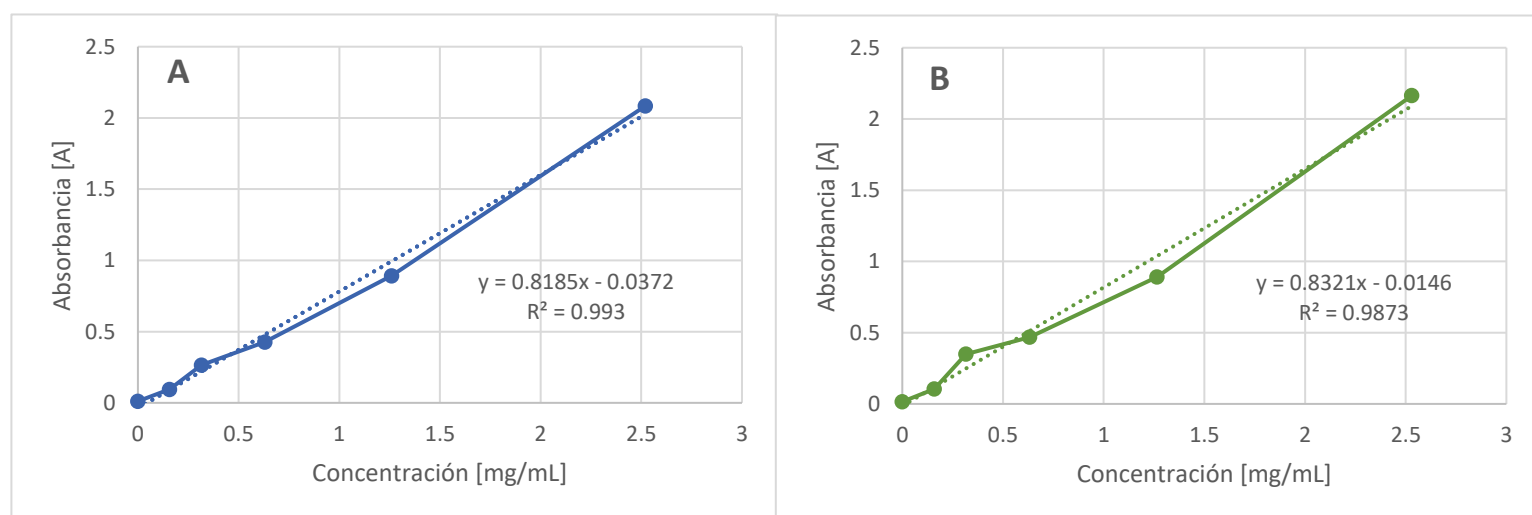 A
2.5
2
1.5
1
0.5
0
0
0.5
1
1.5
2
2.5
3
Absorbancia [A]
Concentración [mg/mL]
y = 0.8185x - 0.0372
R² = 0.993
B
2.5
2
1.5
1
0.5
0
0
0.5
1
1.5
2
2.5
3
Absorbancia [A]
Concentración [mg/mL]
y = 0.8321x - 0.0146
R² = 0.9873